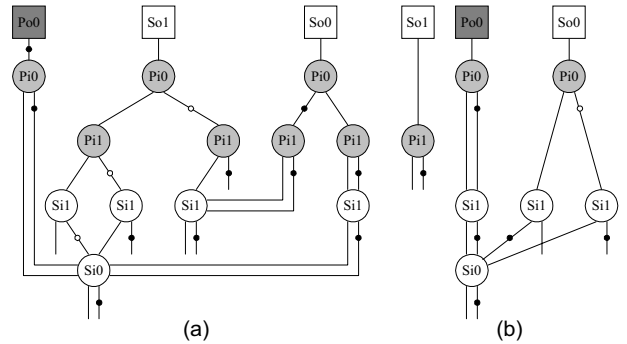 Po0 So1 So0 So1 Po0 So0
Pi0 Pi0 Pi0 Pi0 Pi0
Pi1 Pi1 Pi1 Pi1 Pi1
Si1 Si1 Si1 Si1 Si1 Si1 Si1
Si0 Si0
(a) (b)